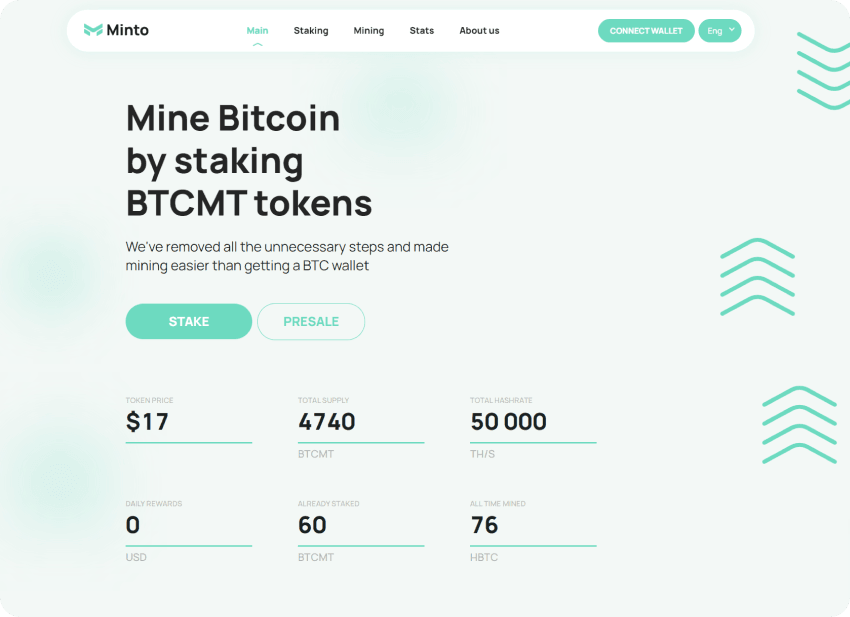 Minto
Main
Staking
Mining
Stats
About us
CONNECT WALLET
Eng
Mine Bitcoin
by staking
BTCMT tokens
We've removed all the unnecessary steps and made
mining easier than getting a BTC wallet
STAKE
PRESALE
TOKEN PRICE
$17
TOTAL SUPPLY
4740
BTCMT
TOTAL HASHRATE
50 000
TH/S
DAILY REWARDS
0
USD
ALREADY STAKED
60
BTCMT
ALL TIME MINED
76
HBTC